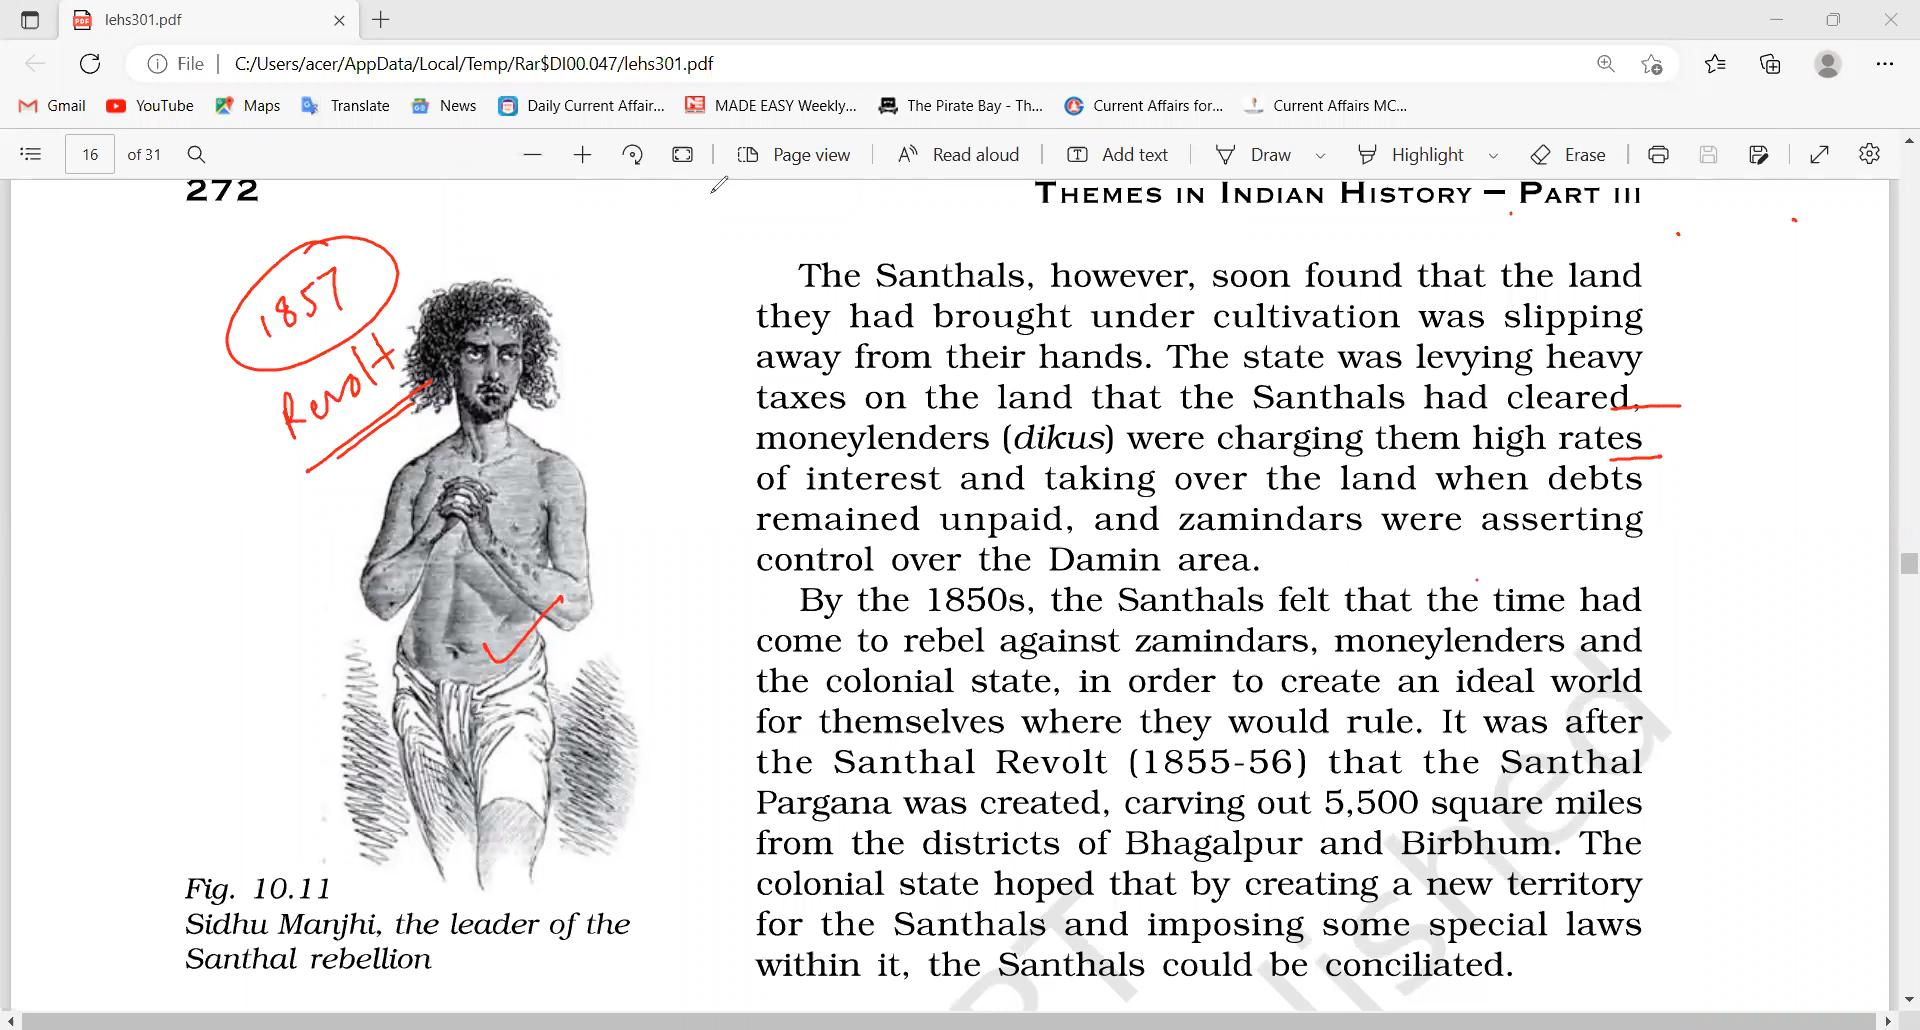 lehs301.pdf
File C:/Users/acer/AppData/Local/Temp/Rar$DI00.047/lehs301.pdf
Gmail YouTube Maps Translate News Daily Current Affair... MADE EASY Weekly... The Pirate Bay - Th... Current Affairs for... Current Affairs MC...
16 of 31 Page view Read aloud Add text Draw Highlight Erase
272 THEMES IN INDIAN HISTORY – PART III
1857
Revolt
The Santhals, however, soon found that the land
they had brought under cultivation was slipping
away from their hands. The state was levying heavy
taxes on the land that the Santhals had cleared,
moneylenders (dikus) were charging them high rates
of interest and taking over the land when debts
remained unpaid, and zamindars were asserting
control over the Damin area.
By the 1850s, the Santhals felt that the time had
come to rebel against zamindars, moneylenders and
the colonial state, in order to create an ideal world
for themselves where they would rule. It was after
the Santhal Revolt (1855-56) that the Santhal
Pargana was created, carving out 5,500 square miles
from the districts of Bhagalpur and Birbhum. The
colonial state hoped that by creating a new territory
for the Santhals and imposing some special laws
within it, the Santhals could be conciliated.
Fig. 10.11
Sidhu Manjhi, the leader of the
Santhal rebellion